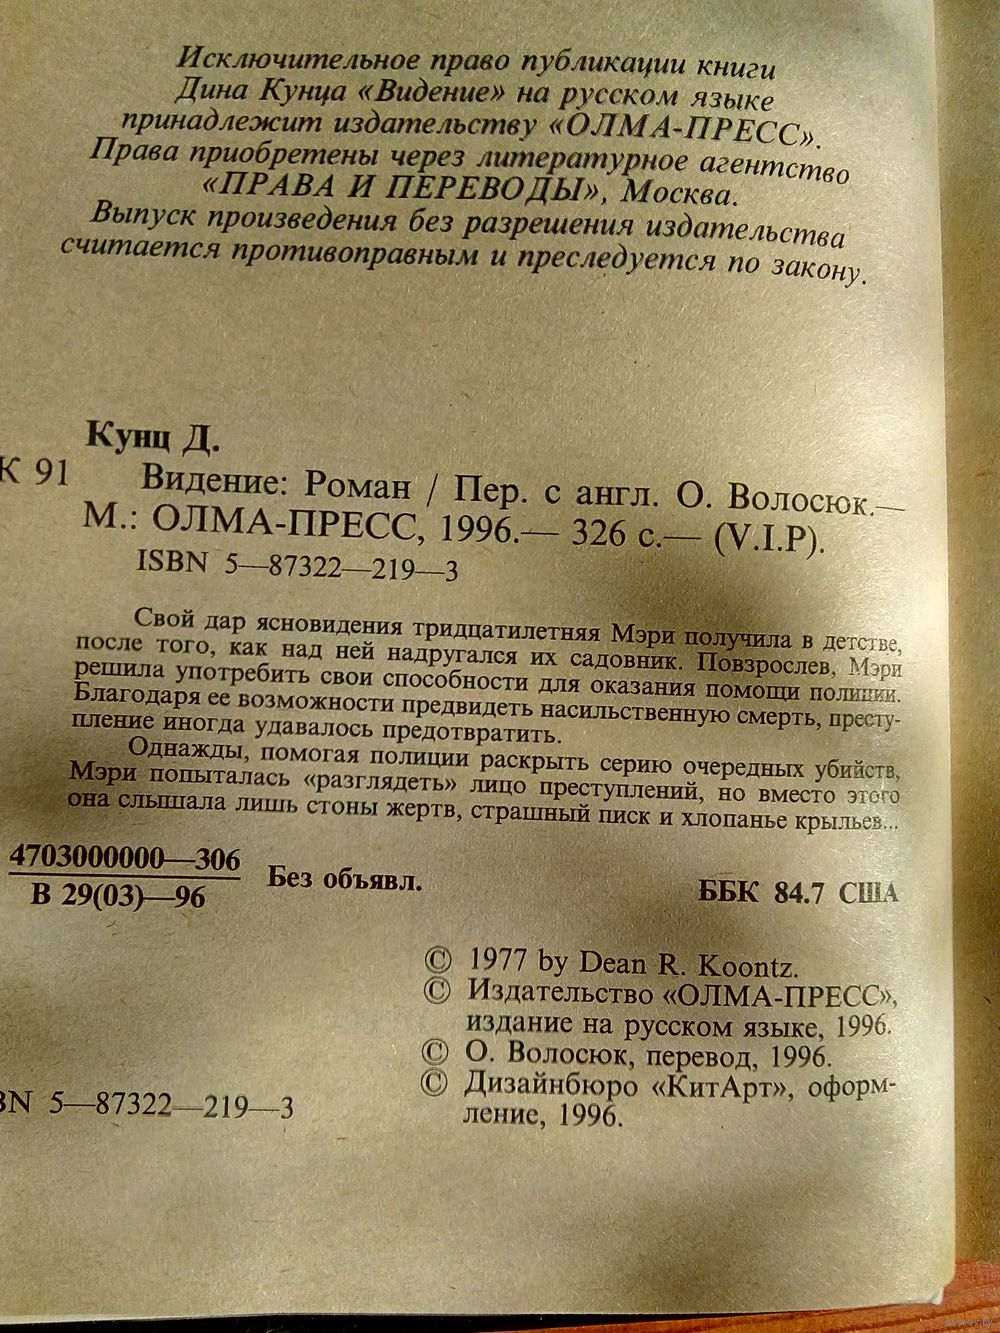 Исключительное право публикации книги
Дина Кунца «Видение» на русском языке
принадлежит издательству «ОЛМА-ПРЕСС».
Права приобретены через литературное агентство
«ПРАВА И ПЕРЕВОДЫ», Москва.
Выпуск произведения без разрешения издательства
считается противоправным и преследуется по закону.
Кунц Д.
К 91
Видение: Роман / Пер. с англ. О. Волосюк.—
М.: ОЛМА-ПРЕСС, 1996.— 326 с.— (V.I.P).
ISBN 5—87322—219—3
Свой дар ясновидения тридцатилетняя Мэри получила в детстве,
после того, как над ней надругался их садовник. Повзрослев, Мэри
решила употребить свои способности для оказания помощи полиции.
Благодаря ее возможности предвидеть насильственную смерть, престу-
пление иногда удавалось предотвратить.
Однажды, помогая полиции раскрыть серию очередных убийств,
Мэри попыталась «разглядеть» лицо преступлений, но вместо этого
она слышала лишь стоны жертв, страшный писк и хлопанье крыльев...
4703000000—306
В 29(03)—96
Без объявл.
ББК 84.7 США
© 1977 by Dean R. Koontz.
© Издательство «ОЛМА-ПРЕСС»,
издание на русском языке, 1996.
© О. Волосюк, перевод, 1996.
© Дизайнбюро «КитАрт», оформ-
ление, 1996.
BN 5—87322—219—3